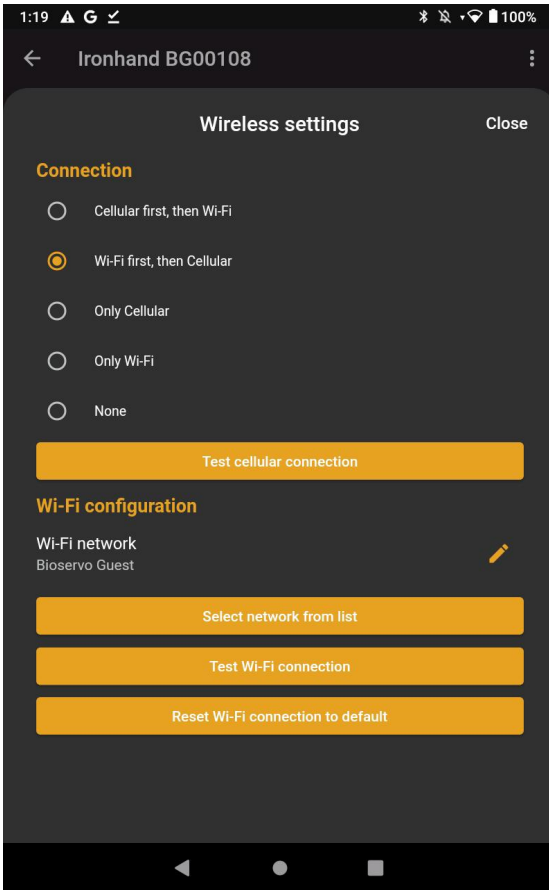 1:19 G 100%
Ironhand BG00108
Wireless settings Close
Connection
Cellular first, then Wi-Fi
Wi-Fi first, then Cellular
Only Cellular
Only Wi-Fi
None
Test cellular connection
Wi-Fi configuration
Wi-Fi network
Bioservo Guest
Select network from list
Test Wi-Fi connection
Reset Wi-Fi connection to default